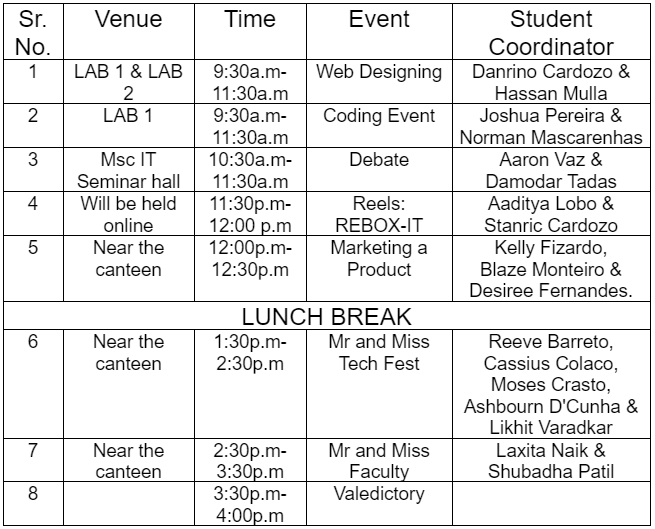 Sr. No. Venue Time Event Student Coordinator
1 LAB 1 & LAB 2 9:30a.m-11:30a.m Web Designing Danrino Cardozo & Hassan Mulla
2 LAB 1 9:30a.m-11:30a.m Coding Event Joshua Pereira & Norman Mascarenhas
3 Msc IT Seminar hall 10:30a.m-11:30a.m Debate Aaron Vaz & Damodar Tadas
4 Will be held online 11:30p.m-12:00 p.m Reels: REBOX-IT Aaditya Lobo & Stanric Cardozo
5 Near the canteen 12:00p.m-12:30p.m Marketing a Product Kelly Fizardo, Blaze Monteiro & Desiree Fernandes.
LUNCH BREAK
6 Near the canteen 1:30p.m-2:30p.m Mr and Miss Tech Fest Reeve Barreto, Cassius Colaco, Moses Crasto, Ashbourn D'Cunha & Likhit Varadkar
7 Near the canteen 2:30p.m-3:30p.m Mr and Miss Faculty Laxita Naik & Shubadha Patil
8 3:30p.m-4:00p.m Valedictory